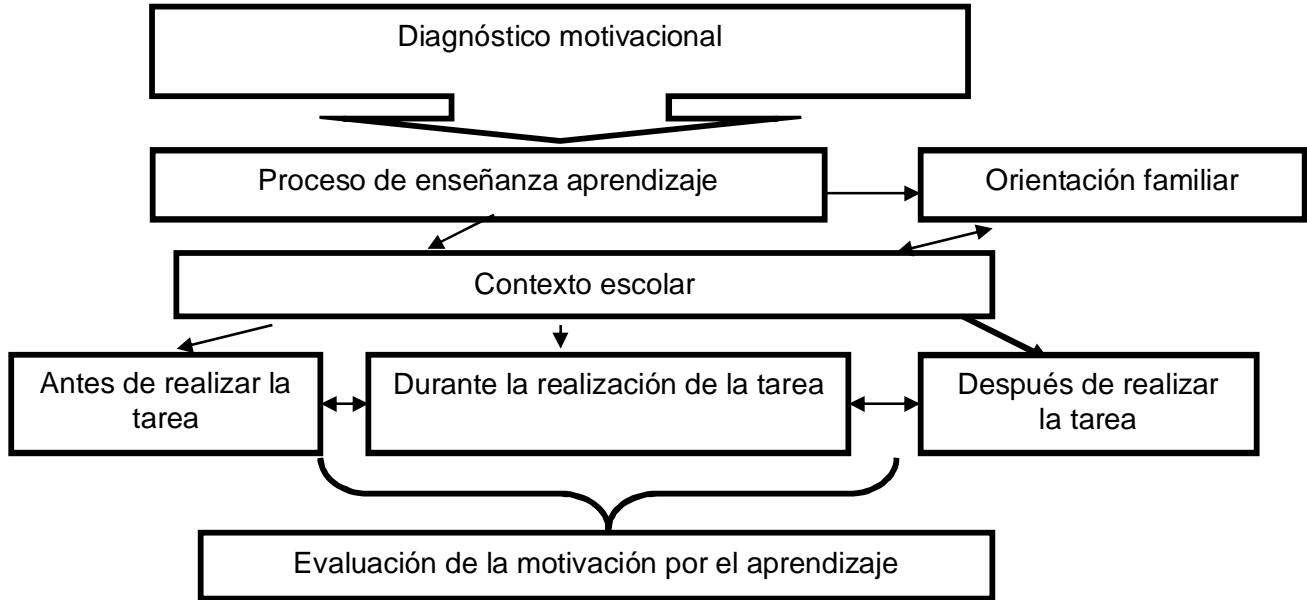 Diagnóstico motivacional
Proceso de enseñanza aprendizaje
Orientación familiar
Contexto escolar
Antes de realizar la
tarea
Durante la realización de la tarea
Después de realizar
la tarea
Evaluación de la motivación por el aprendizaje